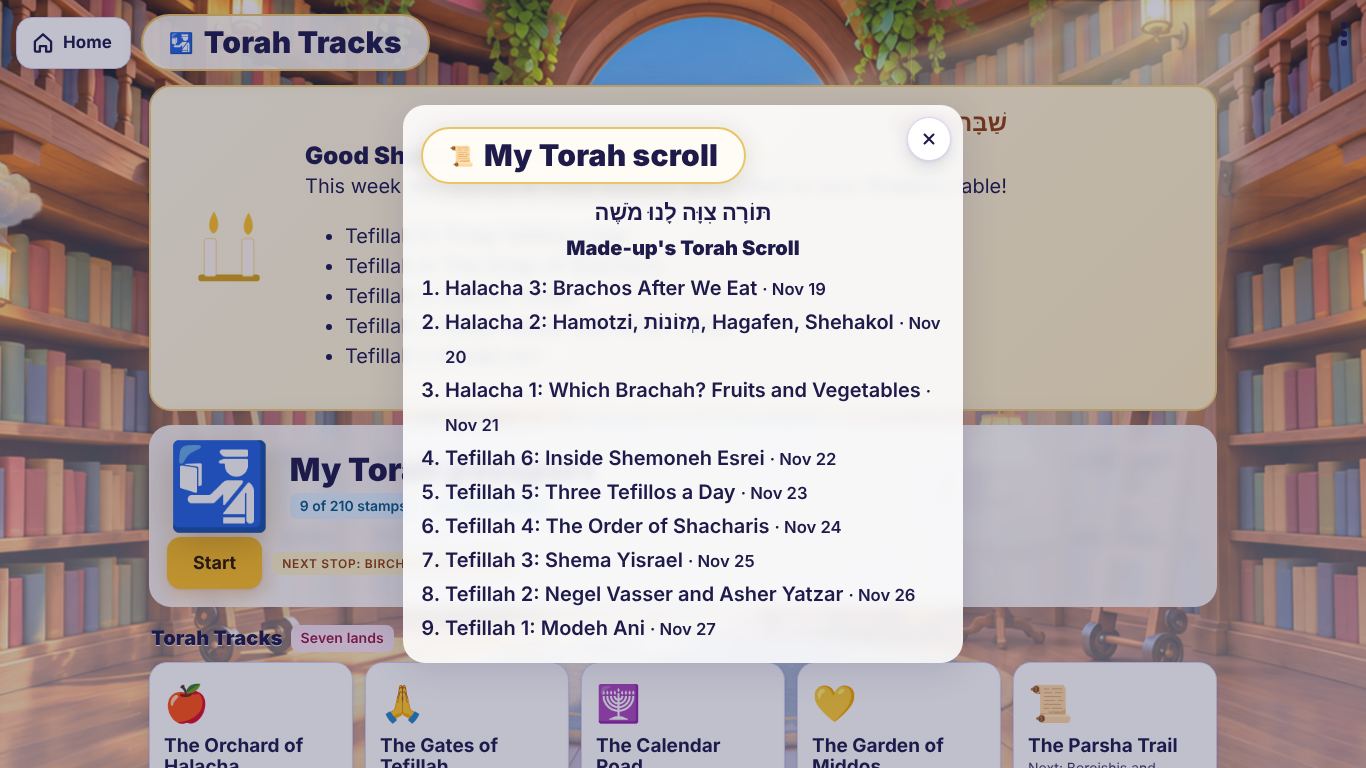 Home
Torah Tracks
שַׁבָּת
Good Sh
This week
able!
Tefilla
Tefilla
Tefilla
Tefilla
Tefilla
My Torah scroll
תּוֹרָה צִוָּה לָנוּ מֹשֶׁה
Made-up's Torah Scroll
1. Halacha 3: Brachos After We Eat · Nov 19
2. Halacha 2: Hamotzi, מְזוֹנוֹת, Hagafen, Shehakol · Nov
20
3. Halacha 1: Which Brachah? Fruits and Vegetables ·
Nov 21
4. Tefillah 6: Inside Shemoneh Esrei · Nov 22
5. Tefillah 5: Three Tefillos a Day · Nov 23
6. Tefillah 4: The Order of Shacharis · Nov 24
7. Tefillah 3: Shema Yisrael · Nov 25
8. Tefillah 2: Negel Vasser and Asher Yatzar · Nov 26
9. Tefillah 1: Modeh Ani · Nov 27
My Tor
9 of 210 stamps
Start
NEXT STOP: BIRCH
Torah Tracks
Seven lands
The Orchard of
Halacha
The Gates of
Tefillah
The Calendar
Road
The Garden of
Middos
The Parsha Trail
Next: Bereishis and